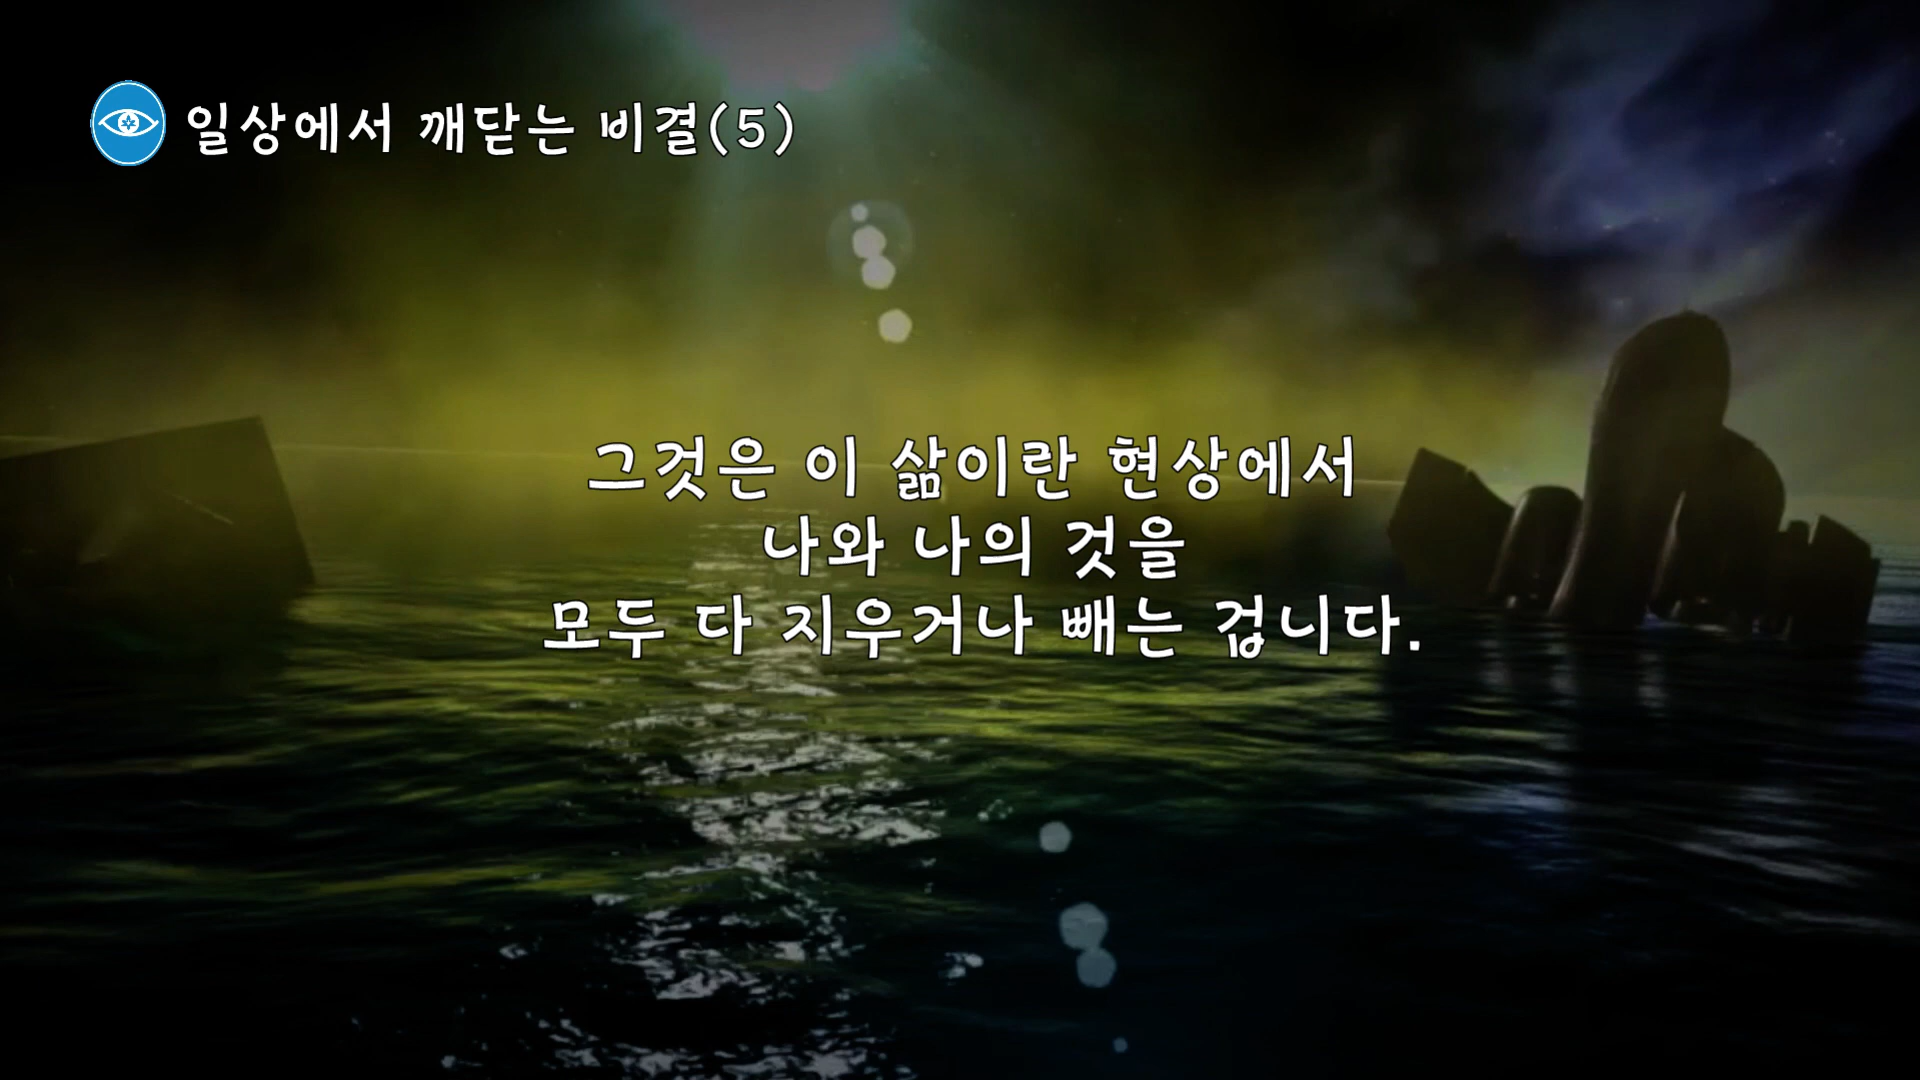 일상에서 깨닫는 비결(5)
그것은 이 삶이란 현상에서
나와 나의 것을
모두 다 지우거나 빼는 겁니다.